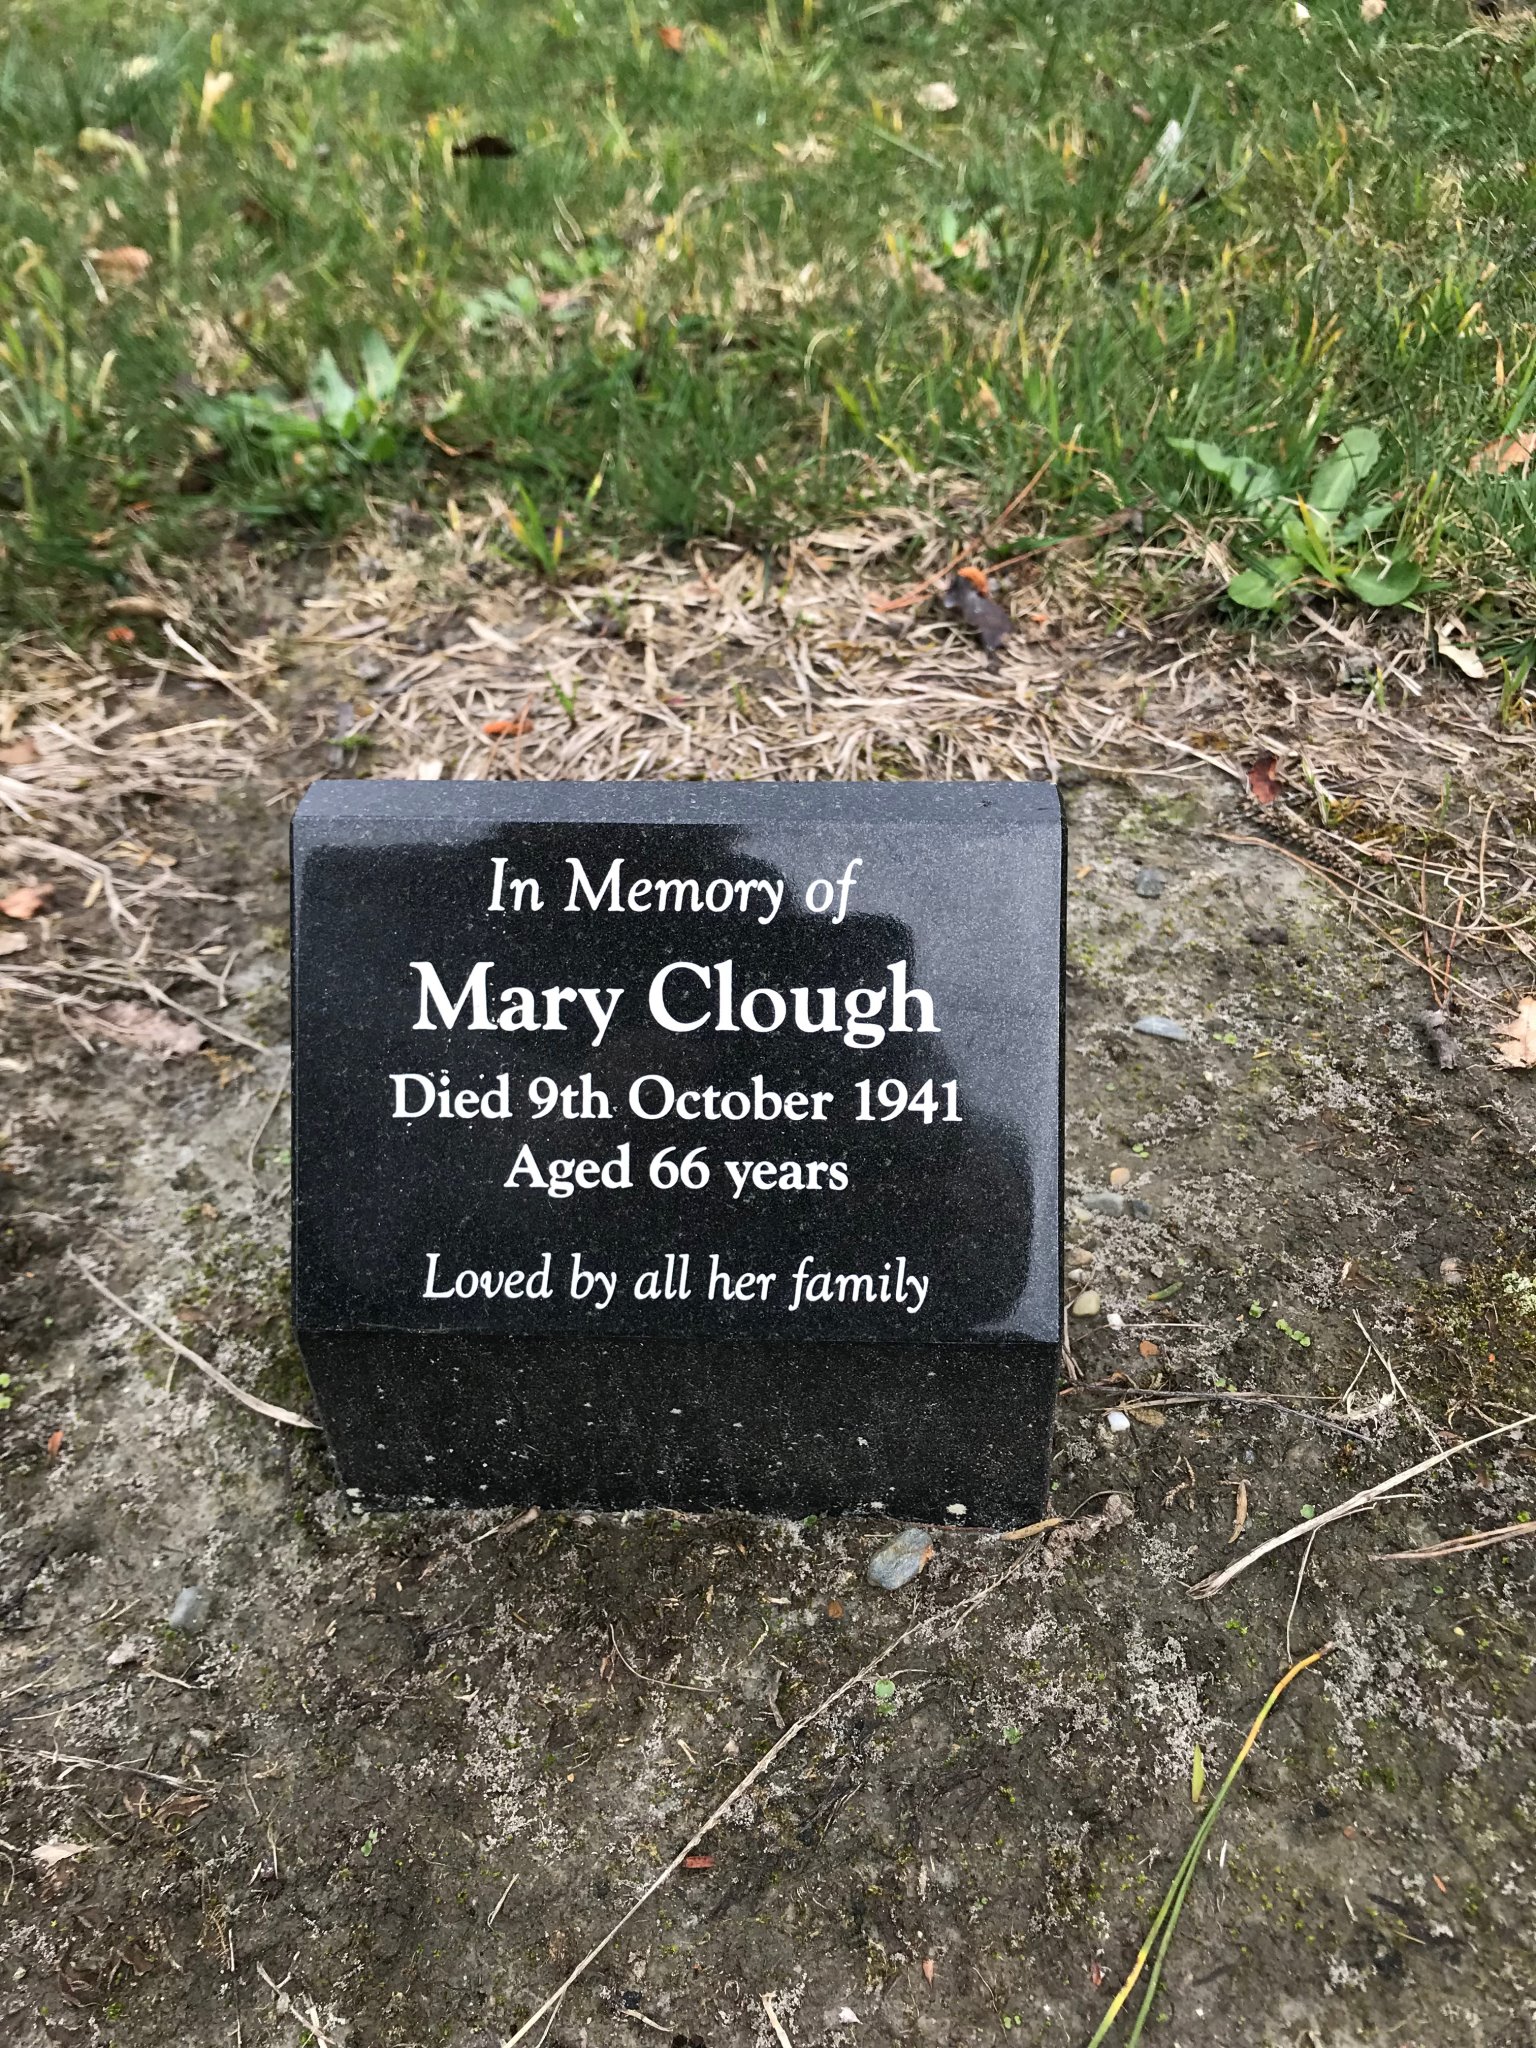 In Memory of
Mary Clough
Died 9th October 1941
Aged 66 years
Loved by all her family